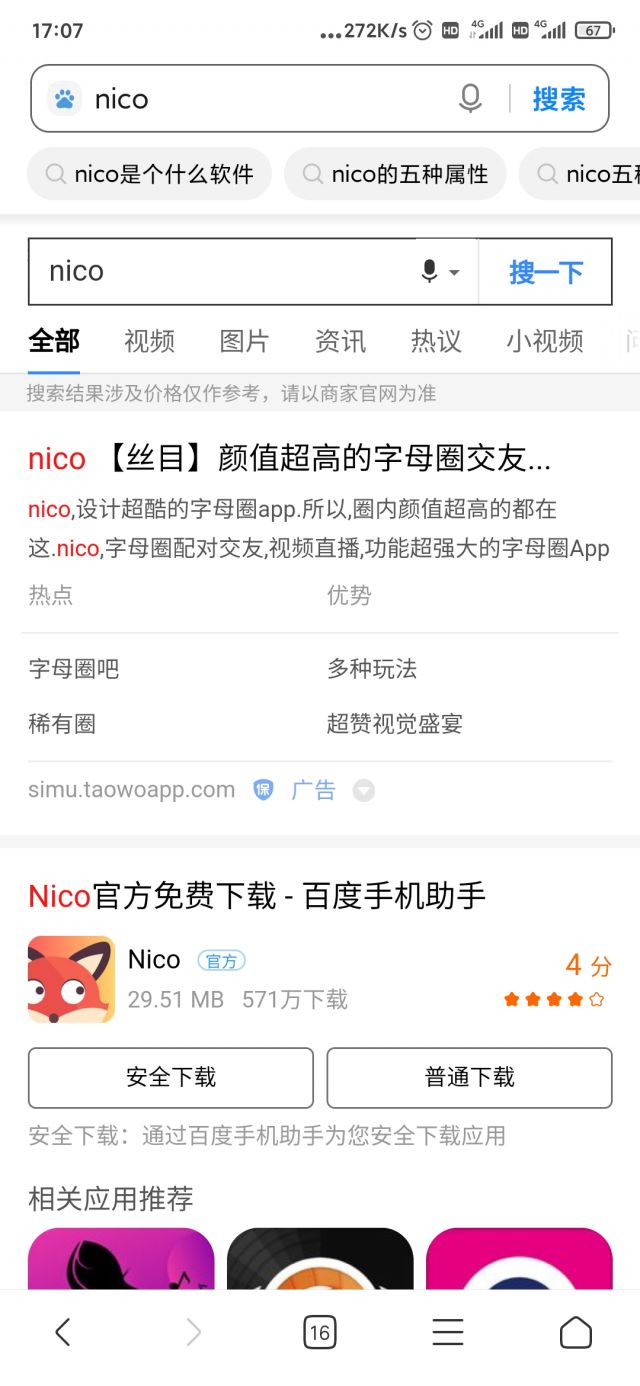 17:07 ...272K/s HD 4G HD 4G 67
nico 搜索
nico是个什么软件 nico的五种属性 nico五
nico 搜一下
全部 视频 图片 资讯 热议 小视频
搜索结果涉及价格仅作参考，请以商家官网为准
nico 【丝目】颜值超高的字母圈交友...
nico,设计超酷的字母圈app.所以,圈内颜值超高的都在
这.nico,字母圈配对交友,视频直播,功能超强大的字母圈App
热点 优势
字母圈吧 多种玩法
稀有圈 超赞视觉盛宴
simu.taowoapp.com 保 广告
Nico官方免费下载 - 百度手机助手
Nico 官方 4 分
29.51 MB 571万下载
安全下载 普通下载
安全下载：通过百度手机助手为您安全下载应用
相关应用推荐
16